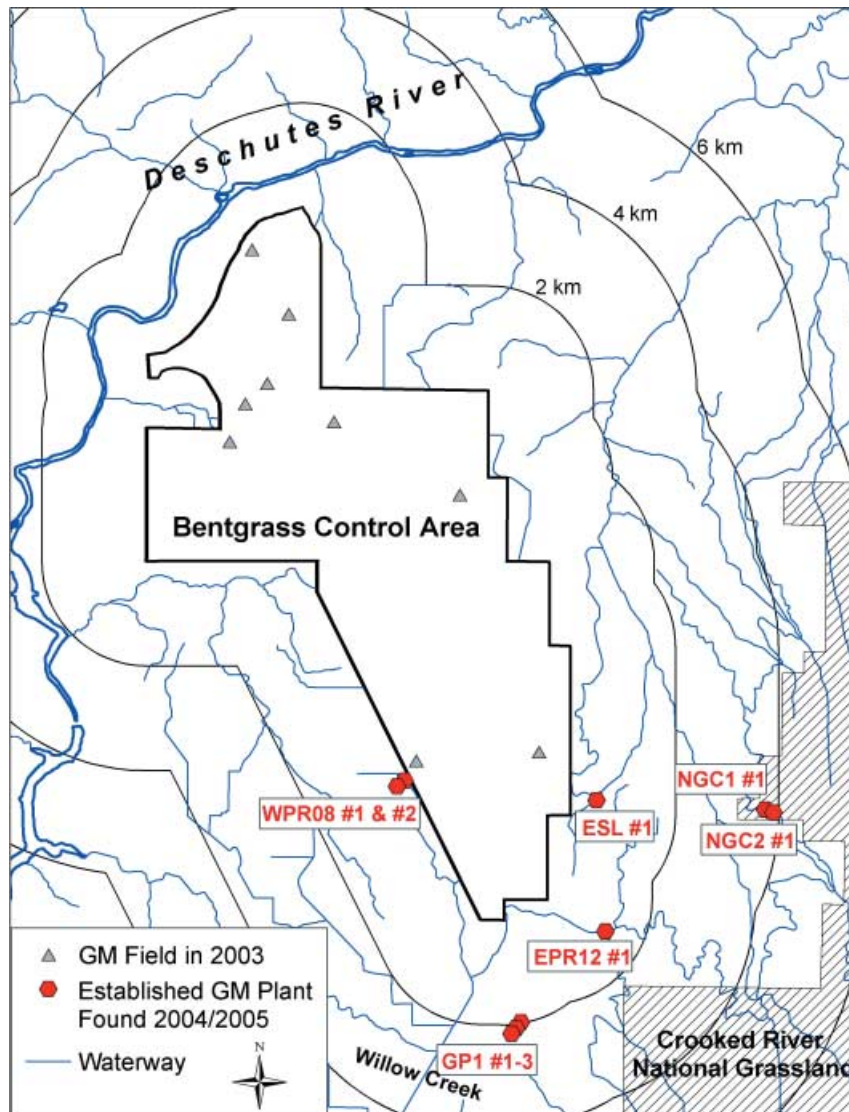 Deschutes River
6 km
4 km
2 km
Bentgrass Control Area
NGC1 #1
WPR08 #1 & #2
ESL #1
NGC2 #1
EPR12 #1
GM Field in 2003
Established GM Plant
Found 2004/2005
Waterway
N
GP1 #1-3
Willow Creek
Crooked River
National Grassland